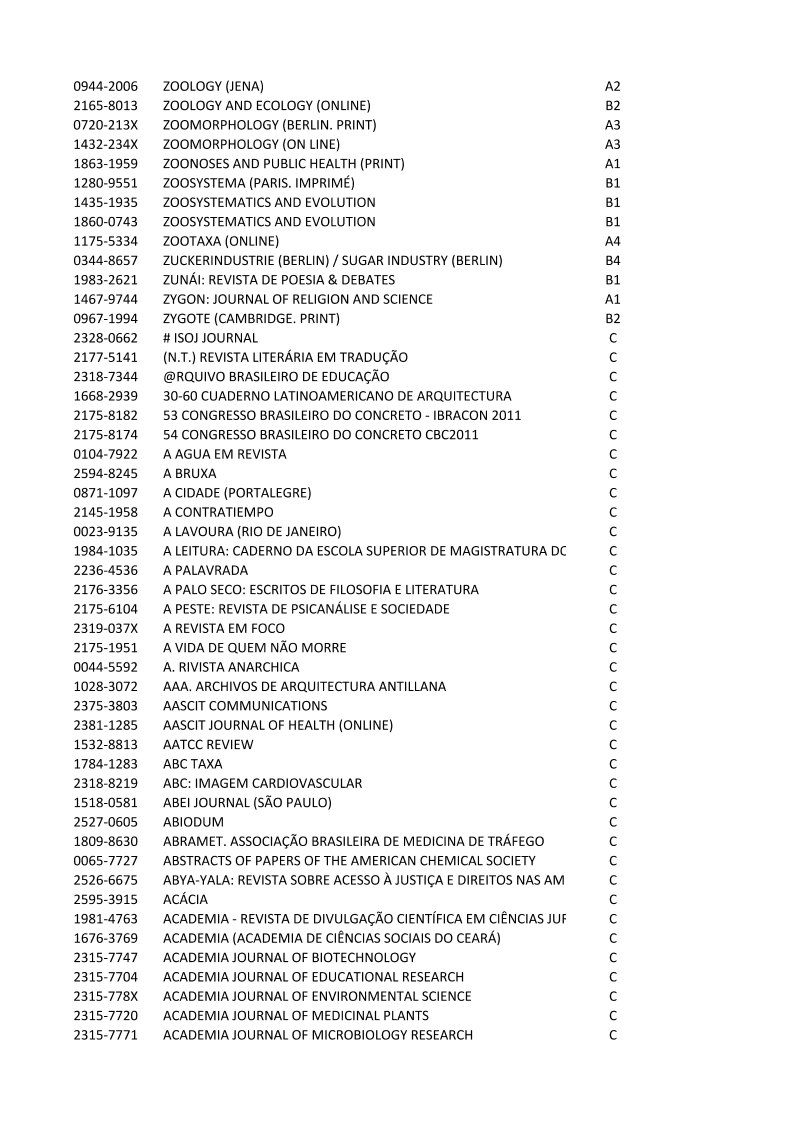 0944-2006 ZOOLOGY (JENA) A2
2165-8013 ZOOLOGY AND ECOLOGY (ONLINE) B2
0720-213X ZOOMORPHOLOGY (BERLIN. PRINT) A3
1432-234X ZOOMORPHOLOGY (ON LINE) A3
1863-1959 ZOONOSES AND PUBLIC HEALTH (PRINT) A1
1280-9551 ZOOSYSTEMA (PARIS. IMPRIMÉ) B1
1435-1935 ZOOSYSTEMATICS AND EVOLUTION B1
1860-0743 ZOOSYSTEMATICS AND EVOLUTION B1
1175-5334 ZOOTAXA (ONLINE) A4
0344-8657 ZUCKERINDUSTRIE (BERLIN) / SUGAR INDUSTRY (BERLIN) B4
1983-2621 ZUNÁI: REVISTA DE POESIA & DEBATES B1
1467-9744 ZYGON: JOURNAL OF RELIGION AND SCIENCE A1
0967-1994 ZYGOTE (CAMBRIDGE. PRINT) B2
2328-0662 # ISOJ JOURNAL C
2177-5141 (N.T.) REVISTA LITERÁRIA EM TRADUÇÃO C
2318-7344 @RQUIVO BRASILEIRO DE EDUCAÇÃO C
1668-2939 30-60 CUADERNO LATINOAMERICANO DE ARQUITECTURA C
2175-8182 53 CONGRESSO BRASILEIRO DO CONCRETO - IBRACON 2011 C
2175-8174 54 CONGRESSO BRASILEIRO DO CONCRETO CBC2011 C
0104-7922 A AGUA EM REVISTA C
2594-8245 A BRUXA C
0871-1097 A CIDADE (PORTALEGRE) C
2145-1958 A CONTRATIEMPO C
0023-9135 A LAVOURA (RIO DE JANEIRO) C
1984-1035 A LEITURA: CADERNO DA ESCOLA SUPERIOR DE MAGISTRATURA DO C
2236-4536 A PALAVRADA C
2176-3356 A PALO SECO: ESCRITOS DE FILOSOFIA E LITERATURA C
2175-6104 A PESTE: REVISTA DE PSICANÁLISE E SOCIEDADE C
2319-037X A REVISTA EM FOCO C
2175-1951 A VIDA DE QUEM NÃO MORRE C
0044-5592 A. RIVISTA ANARCHICA C
1028-3072 AAA. ARCHIVOS DE ARQUITECTURA ANTILLANA C
2375-3803 AASCIT COMMUNICATIONS C
2381-1285 AASCIT JOURNAL OF HEALTH (ONLINE) C
1532-8813 AATCC REVIEW C
1784-1283 ABC TAXA C
2318-8219 ABC: IMAGEM CARDIOVASCULAR C
1518-0581 ABEI JOURNAL (SÃO PAULO) C
2527-0605 ABIODUM C
1809-8630 ABRAMET. ASSOCIAÇÃO BRASILEIRA DE MEDICINA DE TRÁFEGO C
0065-7727 ABSTRACTS OF PAPERS OF THE AMERICAN CHEMICAL SOCIETY C
2526-6675 ABYA-YALA: REVISTA SOBRE ACESSO À JUSTIÇA E DIREITOS NAS AM C
2595-3915 ACÁCIA C
1981-4763 ACADEMIA - REVISTA DE DIVULGAÇÃO CIENTÍFICA EM CIÊNCIAS JUR C
1676-3769 ACADEMIA (ACADEMIA DE CIÊNCIAS SOCIAIS DO CEARÁ) C
2315-7747 ACADEMIA JOURNAL OF BIOTECHNOLOGY C
2315-7704 ACADEMIA JOURNAL OF EDUCATIONAL RESEARCH C
2315-778X ACADEMIA JOURNAL OF ENVIRONMENTAL SCIENCE C
2315-7720 ACADEMIA JOURNAL OF MEDICINAL PLANTS C
2315-7771 ACADEMIA JOURNAL OF MICROBIOLOGY RESEARCH C